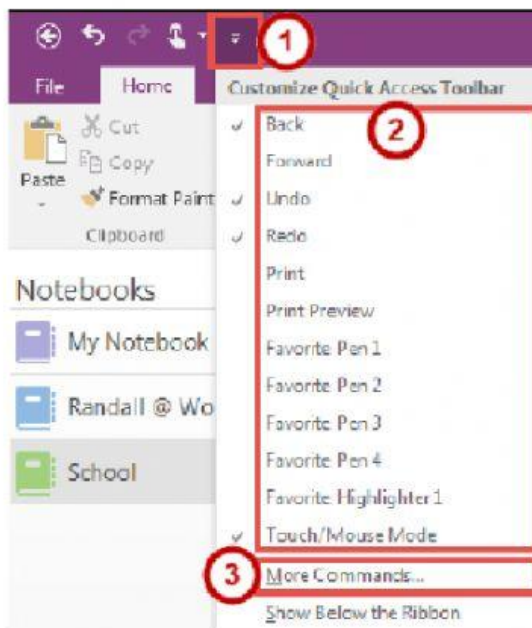 1
File Home Customize Quick Access Toolbar
Cut
Copy
Paste
Format Paint
Clipboard
Back
2
Forward
Undo
Redo
Print
Print Preview
Favorite Pen 1
Favorite Pen 2
Favorite Pen 3
Favorite Pen 4
Favorite Highlighter 1
Touch/Mouse Mode
3
More Commands...
Show Below the Ribbon
Notebooks
My Notebook
Randall @ Wo
School